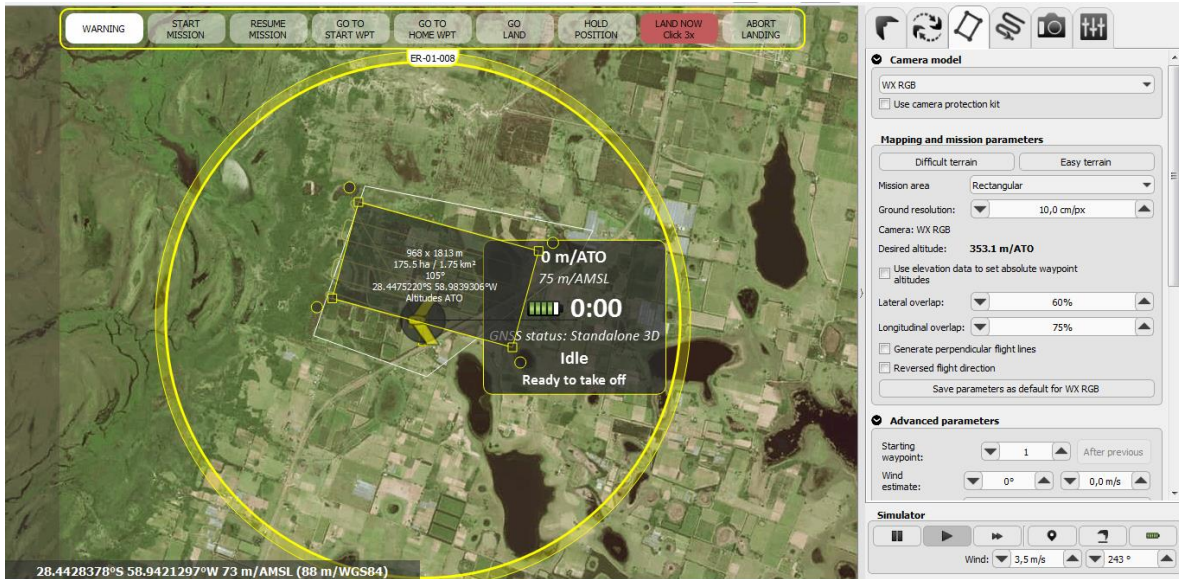 WARNING
START
MISSION
RESUME
MISSION
GO TO
START WPT
GO TO
HOME WPT
GO
LAND
HOLD
POSITION
LAND NOW
Click 3x
ABORT
LANDING
ER-01-008
968 x 1813 m
175.5 ha / 1.75 km²
105°
28.4475220°S 58.9839306°W
Altitudes ATO
0 m/ATO
75 m/AMSL
0:00
GNSS status: Standalone 3D
Idle
Ready to take off
28.4428378°S 58.9421297°W 73 m/AMSL (88 m/WGS84)
Camera model
WX RGB
Use camera protection kit
Mapping and mission parameters
Difficult terrain
Easy terrain
Mission area
Rectangular
Ground resolution:
10,0 cm/px
Camera: WX RGB
Desired altitude: 353.1 m/ATO
Use elevation data to set absolute waypoint
altitudes
Lateral overlap:
60%
Longitudinal overlap:
75%
Generate perpendicular flight lines
Reversed flight direction
Save parameters as default for WX RGB
Advanced parameters
Starting
waypoint:
1
After previous
Wind
estimate:
0°
0,0 m/s
Simulator
Wind:
3,5 m/s
243 °